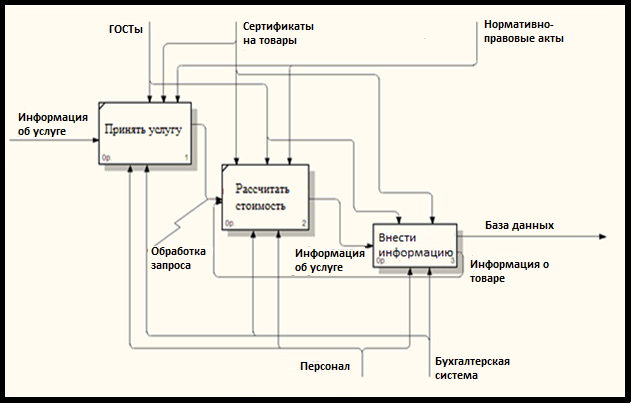 ГОСТы
Сертификаты
на товары
Нормативно-
правовые акты
Информация
об услуге
Принять услугу
0р.
1
Рассчитать
стоимость
0р.
2
Обработка
запроса
Информация
об услуге
Внести
информацию
0р.
3
База данных
Информация о
товаре
Персонал
Бухгалтерская
система